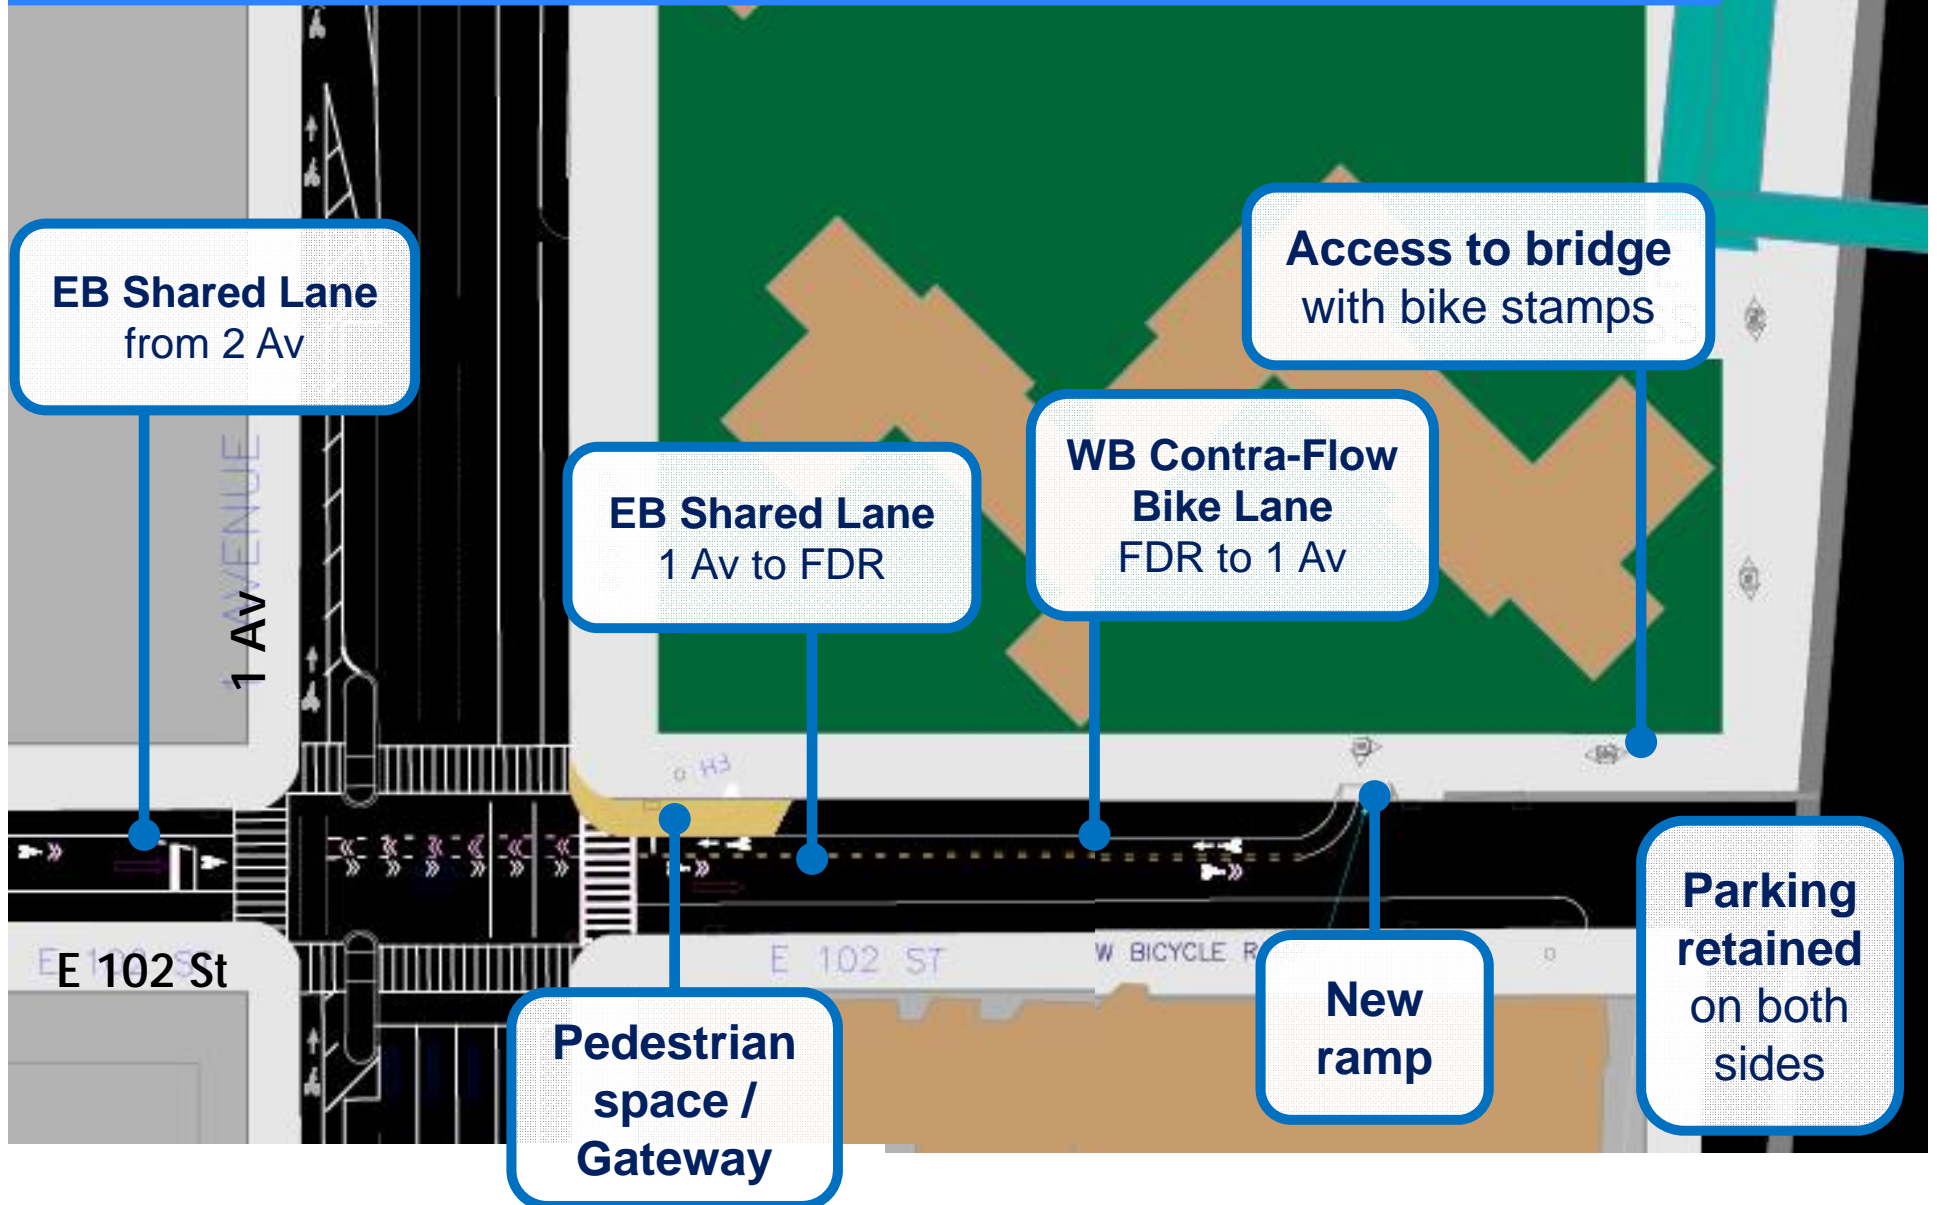 EB Shared Lane
from 2 Av
Access to bridge
with bike stamps
EB Shared Lane
1 Av to FDR
WB Contra-Flow
Bike Lane
FDR to 1 Av
AVENUE
1 Av
E 102 St
E 102 ST
W BICYCLE R
Pedestrian
space /
Gateway
New
ramp
Parking
retained
on both
sides